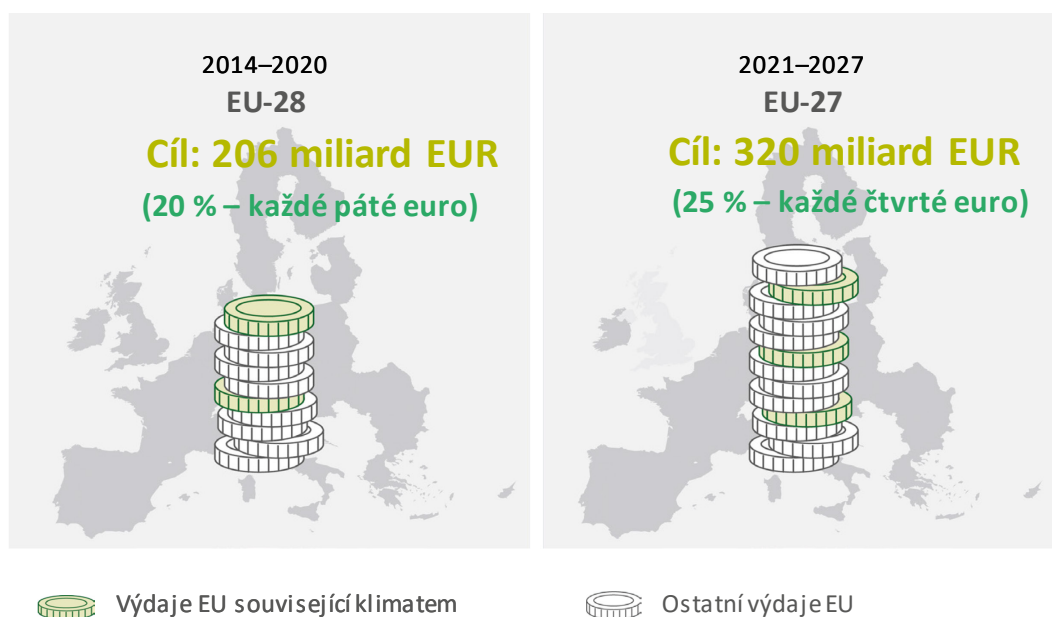 2014–2020
EU-28
Cíl: 206 miliard EUR
(20 % – každé páté euro)
2021–2027
EU-27
Cíl: 320 miliard EUR
(25 % – každé čtvrté euro)
Výdaje EU související klimatem
Ostatní výdaje EU